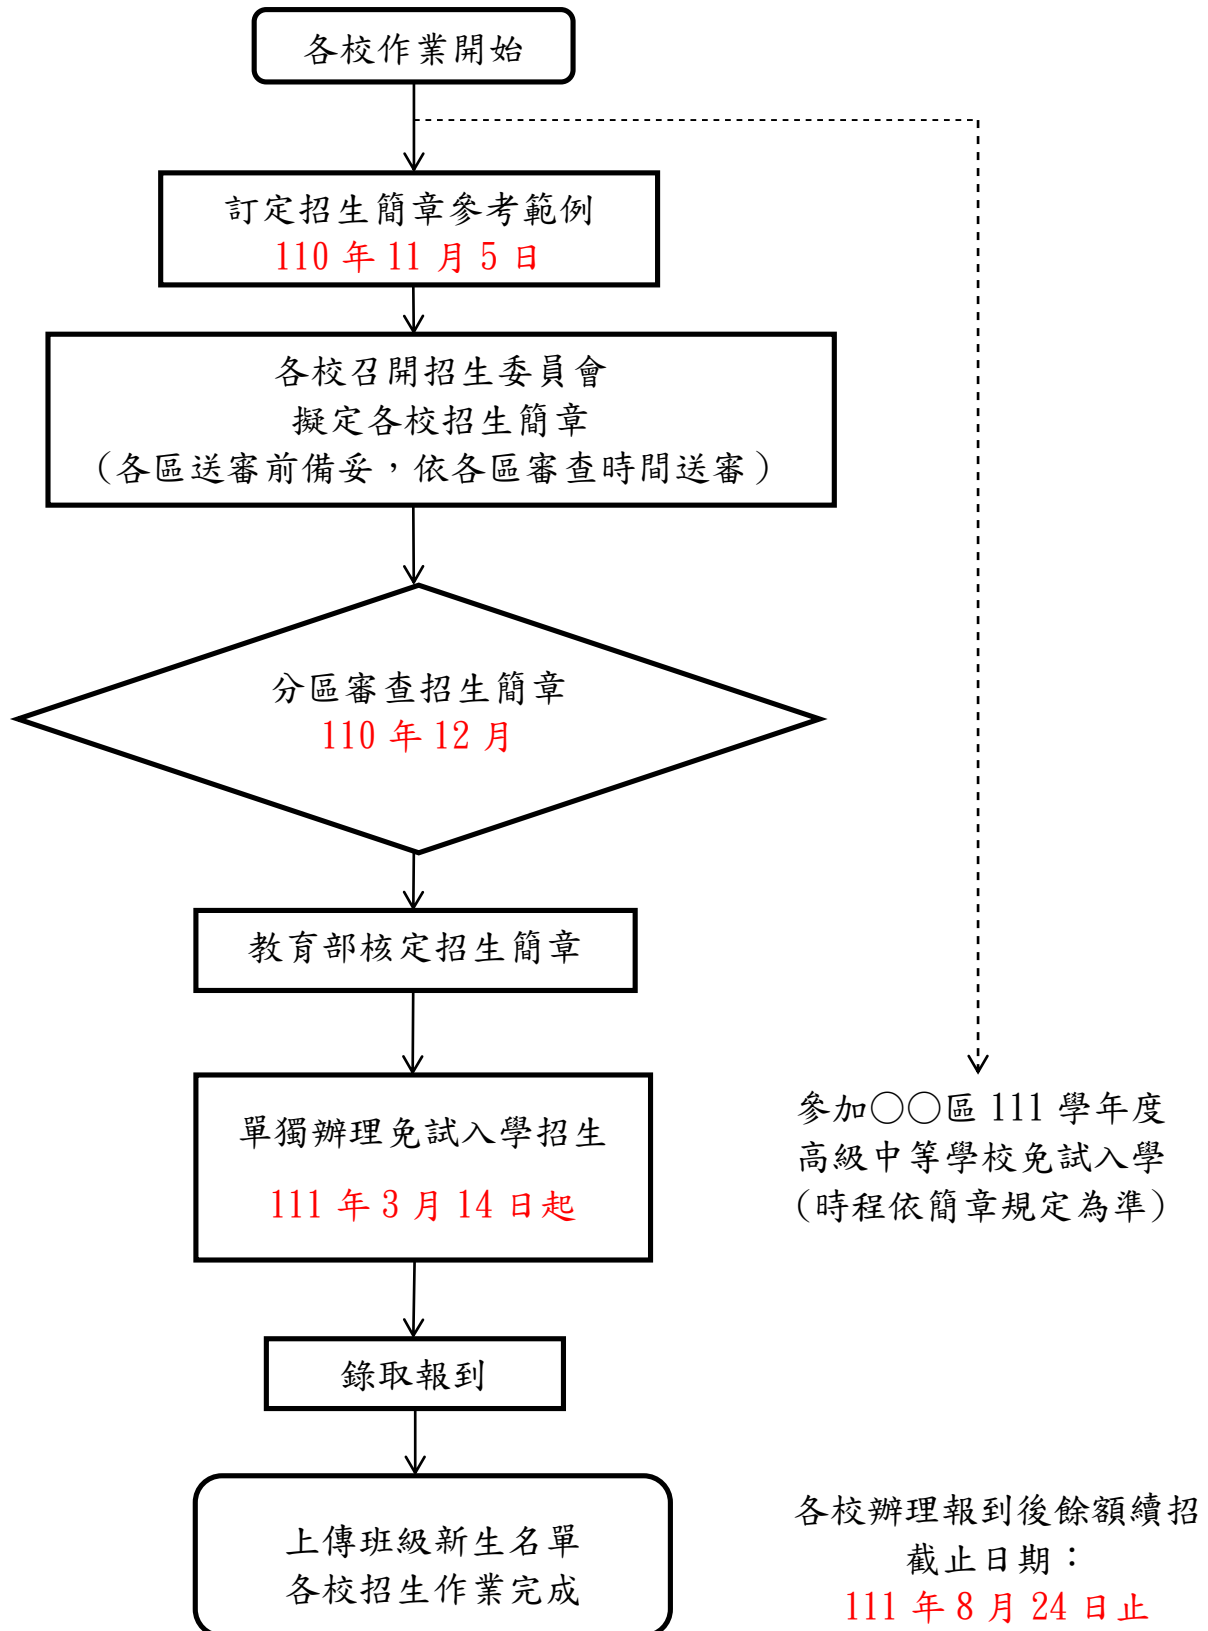 各校作業開始
訂定招生簡章參考範例
110 年 11 月 5 日
各校召開招生委員會
擬定各校招生簡章
(各區送審前備妥，依各區審查時間送審)
分區審查招生簡章
110 年 12 月
教育部核定招生簡章
單獨辦理免試入學招生
111 年 3 月 14 日起
參加○○區 111 學年度
高級中等學校免試入學
(時程依簡章規定為準)
錄取報到
上傳班級新生名單
各校招生作業完成
各校辦理報到後餘額續招
截止日期：
111 年 8 月 24 日止